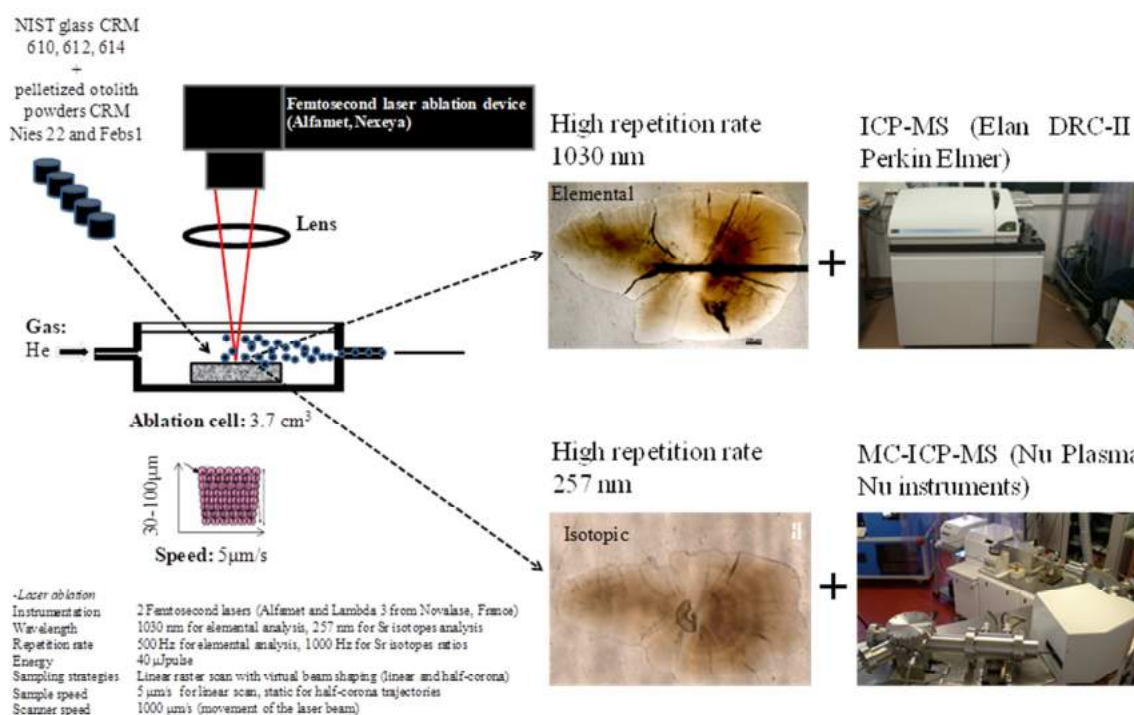 NIST glass CRM
610, 612, 614
+
pelletized otolith
powders CRM
Nies 22 and Febs1
Femtosecond laser ablation device
(Alfamet, Nexeya)
Lens
Gas:
He
Ablation cell: 3.7 cm³
30-100µm
Speed: 5µm/s
High repetition rate
1030 nm
Elemental
+
ICP-MS (Elan DRC-II
Perkin Elmer)
High repetition rate
257 nm
Isotopic
+
MC-ICP-MS (Nu Plasma
Nu instruments)
-Laser ablation
Instrumentation 2 Femtosecond lasers (Alfamet and Lambda 3 from Novalase, France)
Wavelength 1030 nm for elemental analysis, 257 nm for Sr isotopes analysis
Repetition rate 500 Hz for elemental analysis, 1000 Hz for Sr isotopes ratios
Energy 40 µJpulse
Sampling strategies Linear raster scan with virtual beam shaping (linear and half-corona)
Sample speed 5 µm/s for linear scan, static for half-corona trajectories
Scanner speed 1000 µm/s (movement of the laser beam)